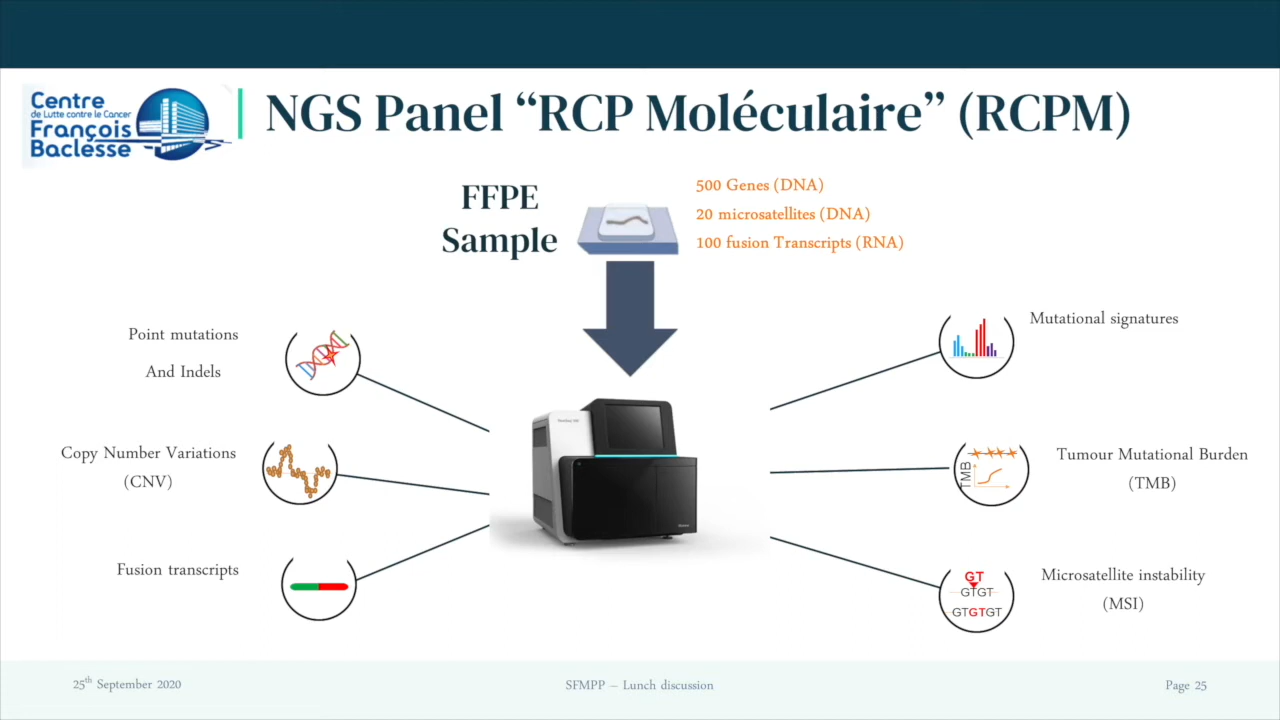 Centre
de Lutte contre le Cancer
François
Baclesse
NGS Panel “RCP Moléculaire” (RCPM)
FFPE
Sample
500 Genes (DNA)
20 microsatellites (DNA)
100 fusion Transcripts (RNA)
Point mutations
And Indels
Copy Number Variations
(CNV)
Fusion transcripts
Mutational signatures
TMB
Tumour Mutational Burden
(TMB)
GT
GTGT
GTGTGT
Microsatellite instability
(MSI)
25th September 2020
SFMPP – Lunch discussion
Page 25